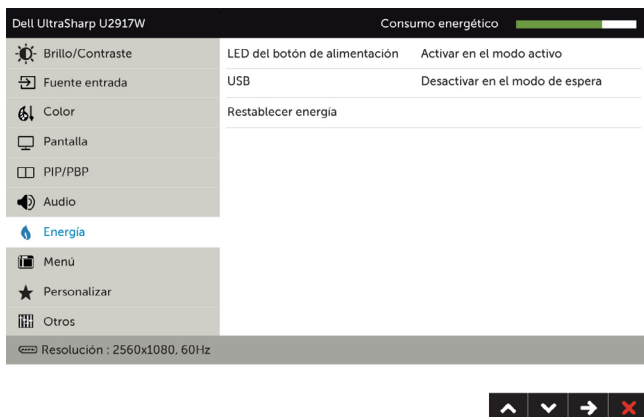 Dell UltraSharp U2917W
Consumo energético
Brillo/Contraste
LED del botón de alimentación
Activar en el modo activo
Fuente entrada
USB
Desactivar en el modo de espera
Color
Restablecer energía
Pantalla
PIP/PBP
Audio
Energía
Menú
Personalizar
Otros
Resolución : 2560x1080, 60Hz